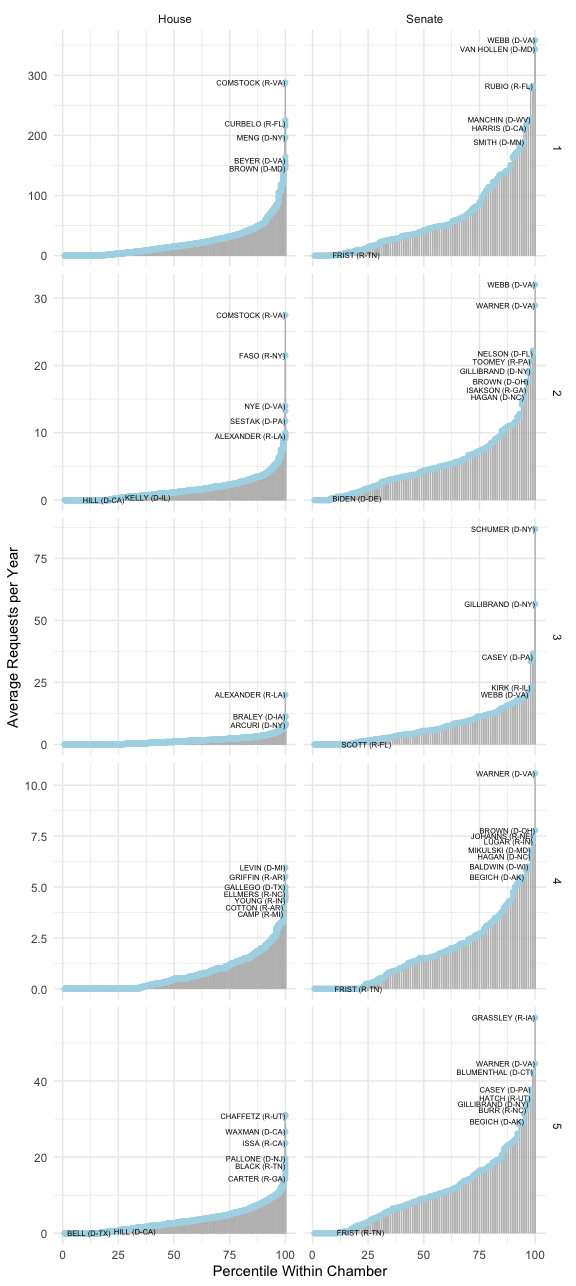 House
Senate
Average Requests per Year
300
200
100
0
COMSTOCK (R-VA)
CURBELO (R-FL)
MENG (D-NY)
BEYER (D-VA)
BROWN (D-MD)
WEBB (D-VA)
VAN HOLLEN (D-MD)
RUBIO (R-FL)
MANCHIN (D-WV)
HARRIS (D-CA)
SMITH (D-MN)
FRIST (R-TN)
1
30
20
10
0
COMSTOCK (R-VA)
FASO (R-NY)
NYE (D-VA)
SESTAK (D-PA)
ALEXANDER (R-LA)
HILL (D-CA)
KELLY (D-IL)
WEBB (D-VA)
WARNER (D-VA)
NELSON (D-FL)
TOOMEY (R-PA)
GILLIBRAND (D-NY)
BROWN (D-OH)
ISAKSON (R-GA)
HAGAN (D-NC)
BIDEN (D-DE)
2
75
50
25
0
ALEXANDER (R-LA)
BRALEY (D-IA)
ARCURI (D-NY)
SCHUMER (D-NY)
GILLIBRAND (D-NY)
CASEY (D-PA)
KIRK (R-IL)
WEBB (D-VA)
SCOTT (R-FL)
3
10.0
7.5
5.0
2.5
0.0
LEVIN (D-MI)
GRIFFIN (R-AR)
GALLEGO (D-TX)
ELLMERS (R-NC)
YOUNG (R-IN)
COTTON (R-AR)
CAMP (R-MI)
WARNER (D-VA)
BROWN (D-OH)
JOHANNS (R-NE)
LUGAR (R-IN)
MIKULSKI (D-MD)
HAGAN (D-NC)
BALDWIN (D-WI)
BEGICH (D-AK)
FRIST (R-TN)
4
40
20
0
CHAFFETZ (R-UT)
WAXMAN (D-CA)
ISSA (R-CA)
PALLONE (D-NJ)
BLACK (R-TN)
CARTER (R-GA)
BELL (D-TX)
HILL (D-CA)
GRASSLEY (R-IA)
WARNER (D-VA)
BLUMENTHAL (D-CT)
CASEY (D-PA)
HATCH (R-UT)
GILLIBRAND (D-NY)
BURR (R-NC)
BEGICH (D-AK)
FRIST (R-TN)
5
0 25 50 75 100
0 25 50 75 100
Percentile Within Chamber